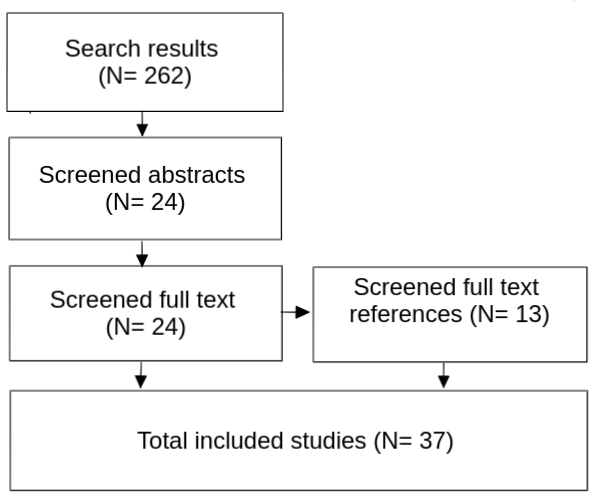 Search results
(N= 262)
Screened abstracts
(N= 24)
Screened full text
(N= 24)
Screened full text
references (N= 13)
Total included studies (N= 37)